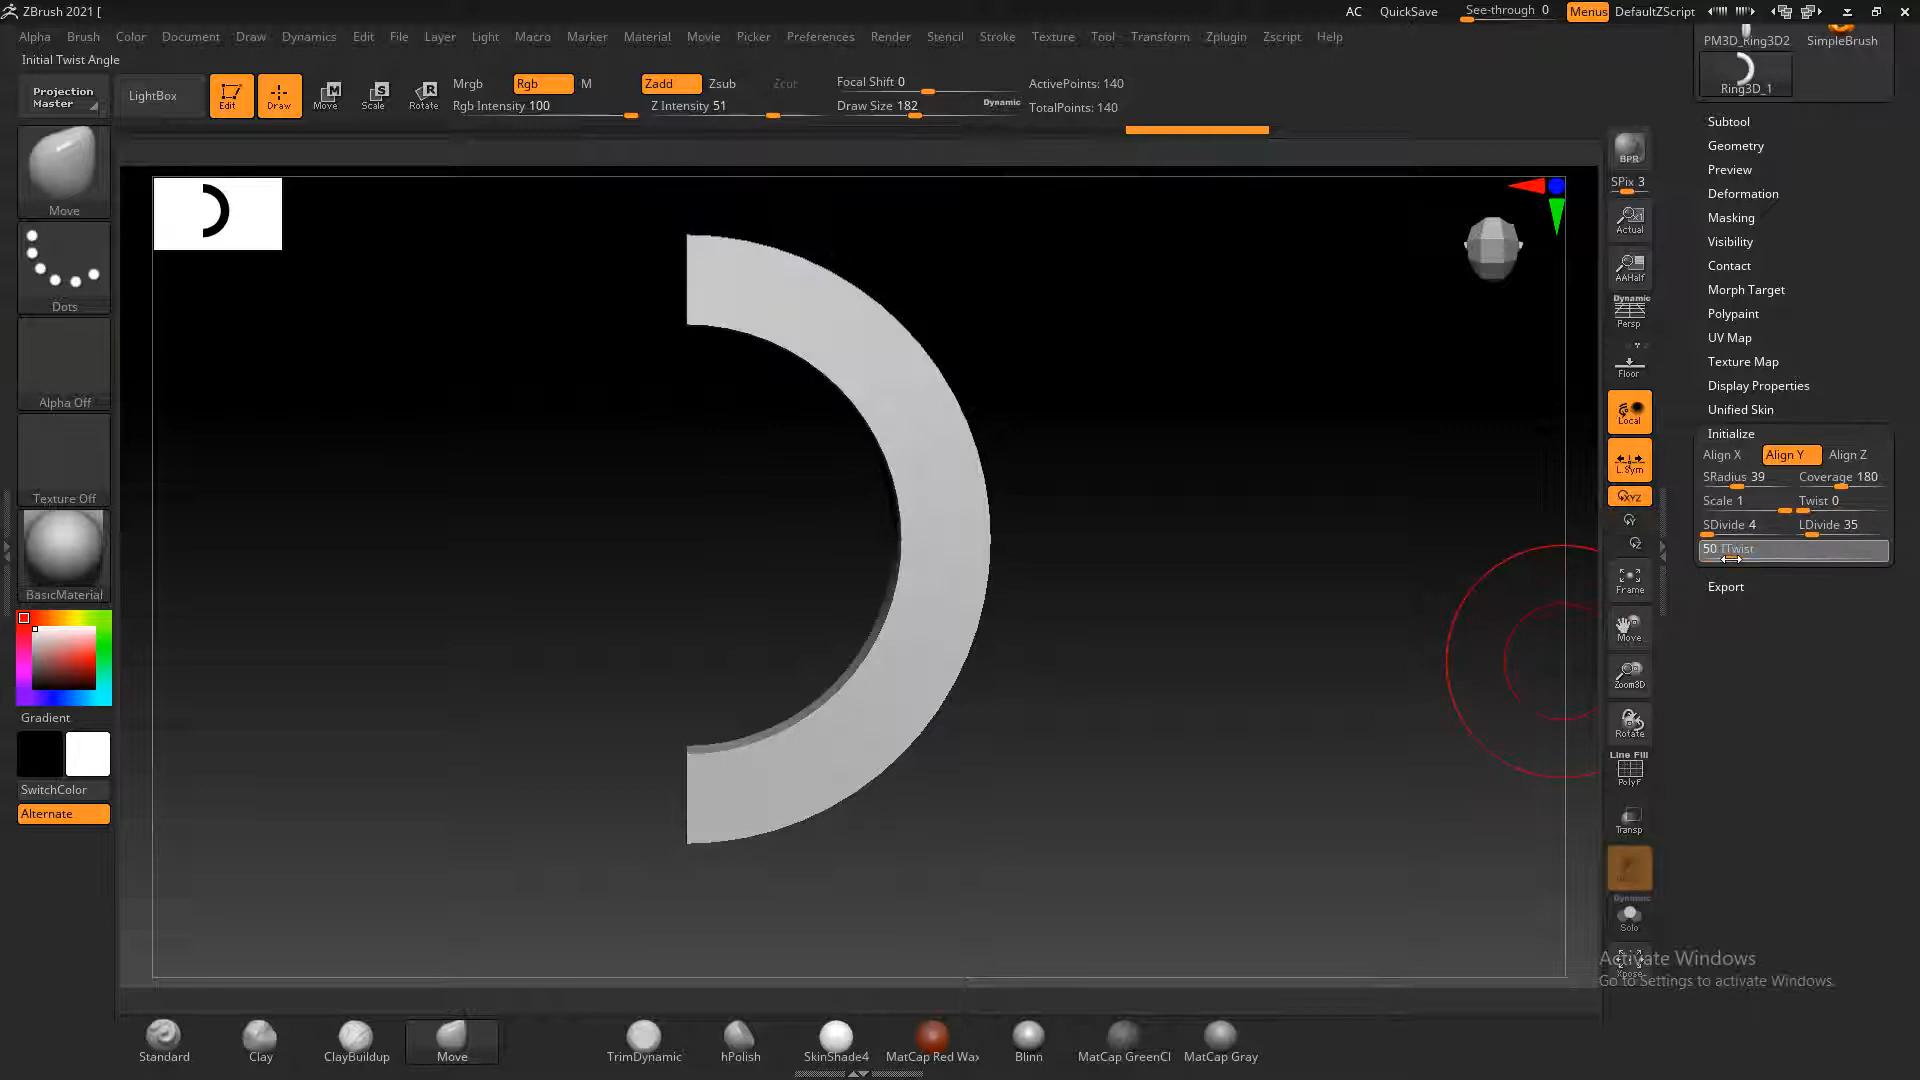 ZBrush 2021 [
AC QuickSave See-through 0 Menus DefaultZScript
Alpha Brush Color Document Draw Dynamics Edit File Layer Light Macro Marker Material Movie Picker Preferences Render Stencil Stroke Texture Tool Transform Zplugin Zscript Help
Initial Twist Angle
Projection
Master
LightBox
Edit Draw Move Scale Rotate
Mrgb Rgb M
Rgb Intensity 100
Zadd Zsub Zcut
Z Intensity 51
Focal Shift 0
Draw Size 182
Dynamic
ActivePoints: 140
TotalPoints: 140
Move
Dots
Alpha Off
Texture Off
BasicMaterial
Gradient
SwitchColor
Alternate
BPR
SPix 3
Actual
AAHalf
Dynamic
Persp
Floor
Local
L.Sym
XYZ
Y
Z
Frame
Move
Zoom3D
Rotate
Line Fill
PolyF
Transp
Dynamic
Solo
Xpose
PM3D_Ring3D2 SimpleBrush
Ring3D_1
Subtool
Geometry
Preview
Deformation
Masking
Visibility
Contact
Morph Target
Polypaint
UV Map
Texture Map
Display Properties
Unified Skin
Initialize
Align X Align Y Align Z
SRadius 39 Coverage 180
Scale 1 Twist 0
SDivide 4 LDivide 35
50 ITwist
Export
Activate Windows
Go to Settings to activate Windows.
Standard Clay ClayBuildup Move TrimDynamic hPolish SkinShade4 MatCap Red Wax Blinn MatCap GreenCl MatCap Gray